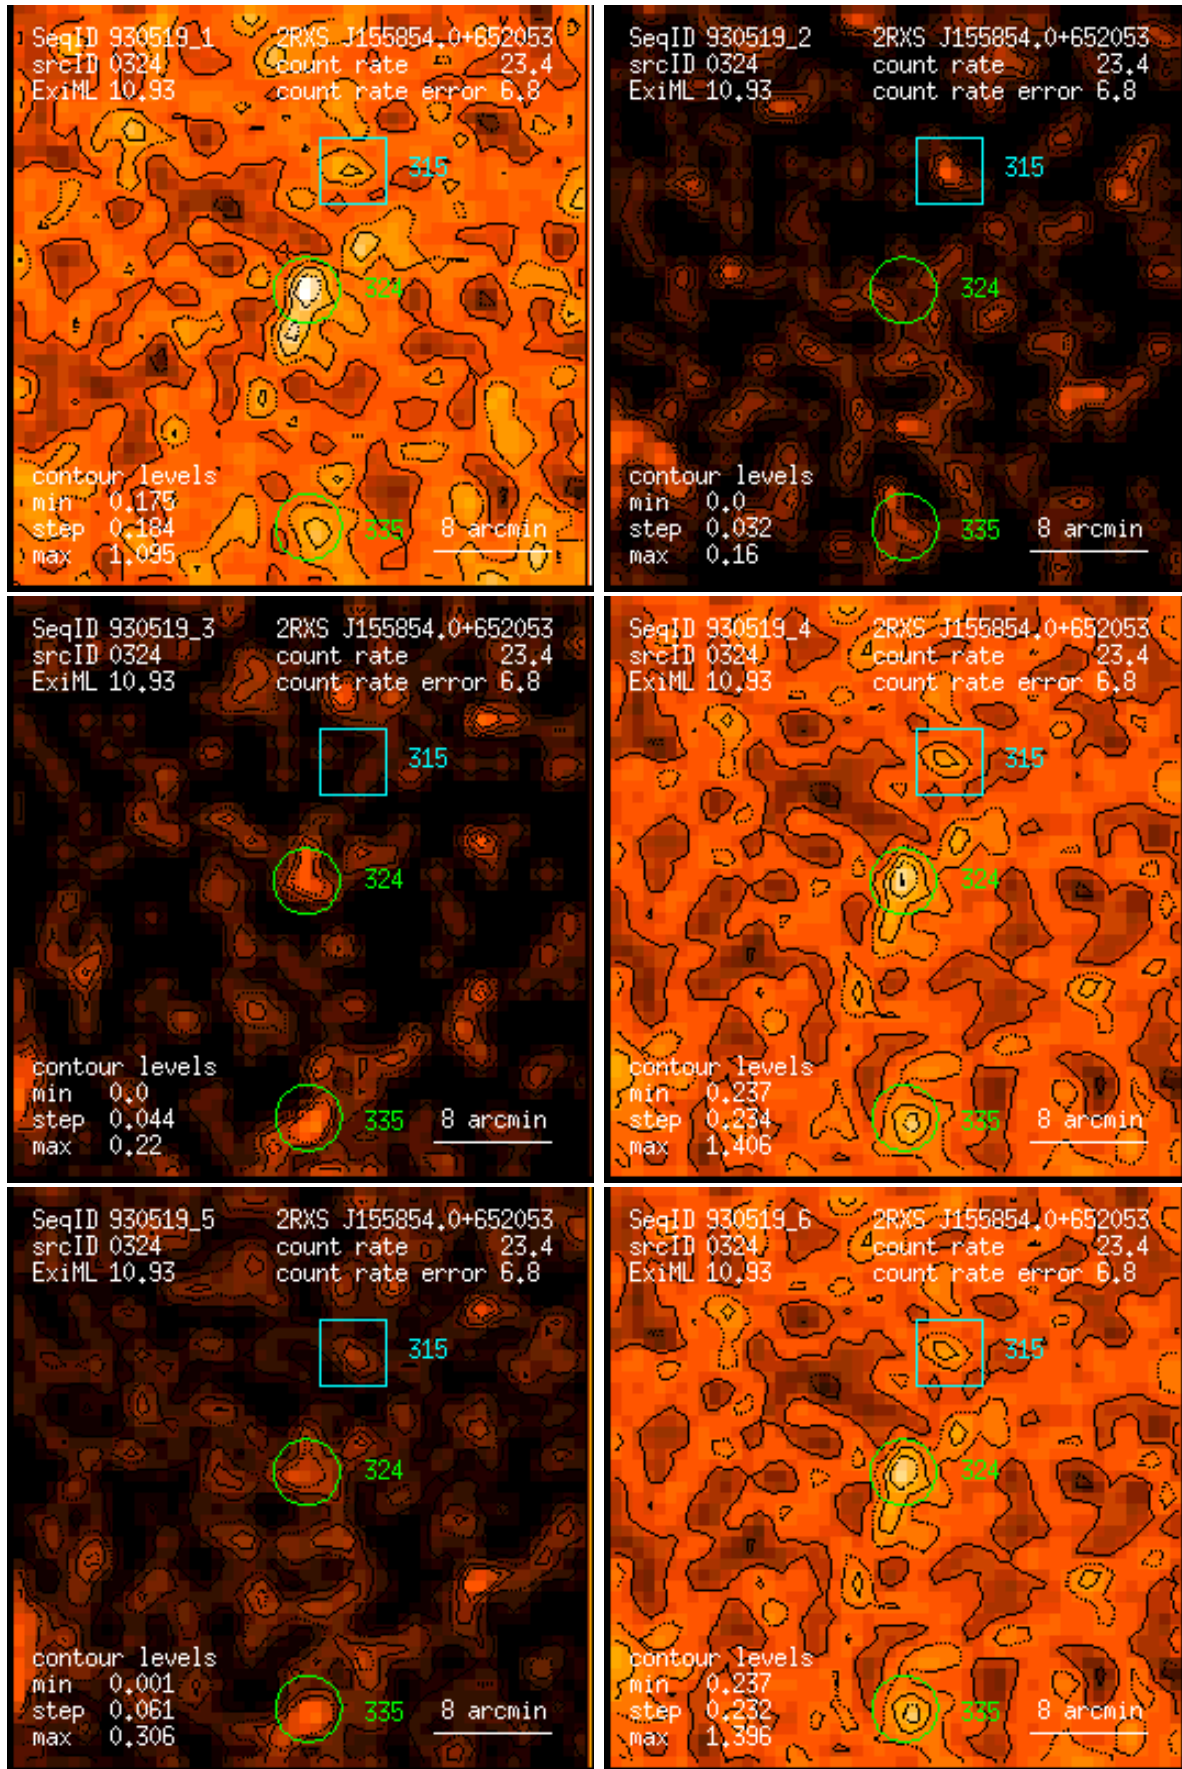 SeqID 930519_1 2RXS J155854.0+652053
srcID 0324 count rate 23.4
ExiML 10.93 count rate error 6.8
315
324
contour levels
min 0.175
step 0.184 335 8 arcmin
max 1.095
SeqID 930519_2 2RXS J155854.0+652053
srcID 0324 count rate 23.4
ExiML 10.93 count rate error 6.8
315
324
contour levels
min 0.0
step 0.032 335 8 arcmin
max 0.16
SeqID 930519_3 2RXS J155854.0+652053
srcID 0324 count rate 23.4
ExiML 10.93 count rate error 6.8
315
324
contour levels
min 0.0
step 0.044 335 8 arcmin
max 0.22
SeqID 930519_4 2RXS J155854.0+652053
srcID 0324 count rate 23.4
ExiML 10.93 count rate error 6.8
315
324
contour levels
min 0.237
step 0.234 335 8 arcmin
max 1.406
SeqID 930519_5 2RXS J155854.0+652053
srcID 0324 count rate 23.4
ExiML 10.93 count rate error 6.8
315
324
contour levels
min 0.001
step 0.061 335 8 arcmin
max 0.306
SeqID 930519_6 2RXS J155854.0+652053
srcID 0324 count rate 23.4
ExiML 10.93 count rate error 6.8
315
324
contour levels
min 0.237
step 0.232 335 8 arcmin
max 1.396